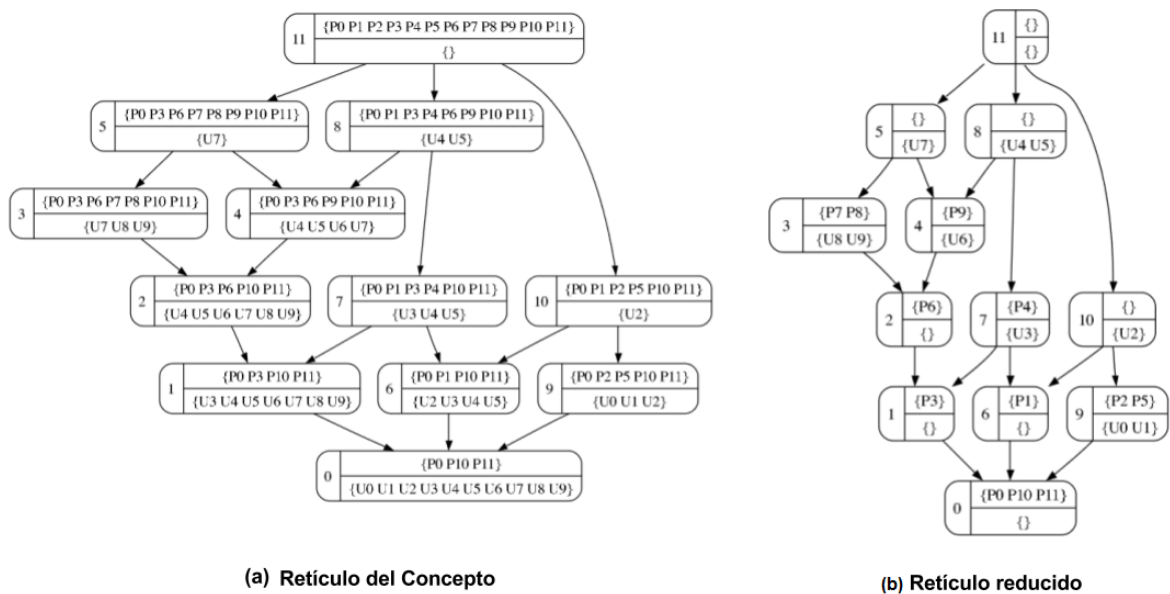 11 {P0 P1 P2 P3 P4 P5 P6 P7 P8 P9 P10 P11}
{}
5 {P0 P3 P6 P7 P8 P9 P10 P11}
{U7}
8 {P0 P1 P3 P4 P6 P9 P10 P11}
{U4 U5}
3 {P0 P3 P6 P7 P8 P10 P11}
{U7 U8 U9}
4 {P0 P3 P6 P9 P10 P11}
{U4 U5 U6 U7}
2 {P0 P3 P6 P10 P11}
{U4 U5 U6 U7 U8 U9}
7 {P0 P1 P3 P4 P10 P11}
{U3 U4 U5}
10 {P0 P1 P2 P5 P10 P11}
{U2}
1 {P0 P3 P10 P11}
{U3 U4 U5 U6 U7 U8 U9}
6 {P0 P1 P10 P11}
{U2 U3 U4 U5}
9 {P0 P2 P5 P10 P11}
{U0 U1 U2}
0 {P0 P10 P11}
{U0 U1 U2 U3 U4 U5 U6 U7 U8 U9}
(a) Retículo del Concepto
11 {}
{}
5 {}
{U7}
8 {}
{U4 U5}
3 {P7 P8}
{U8 U9}
4 {P9}
{U6}
2 {P6}
{}
7 {P4}
{U3}
10 {}
{U2}
1 {P3}
{}
6 {P1}
{}
9 {P2 P5}
{U0 U1}
0 {P0 P10 P11}
{}
(b) Retículo reducido